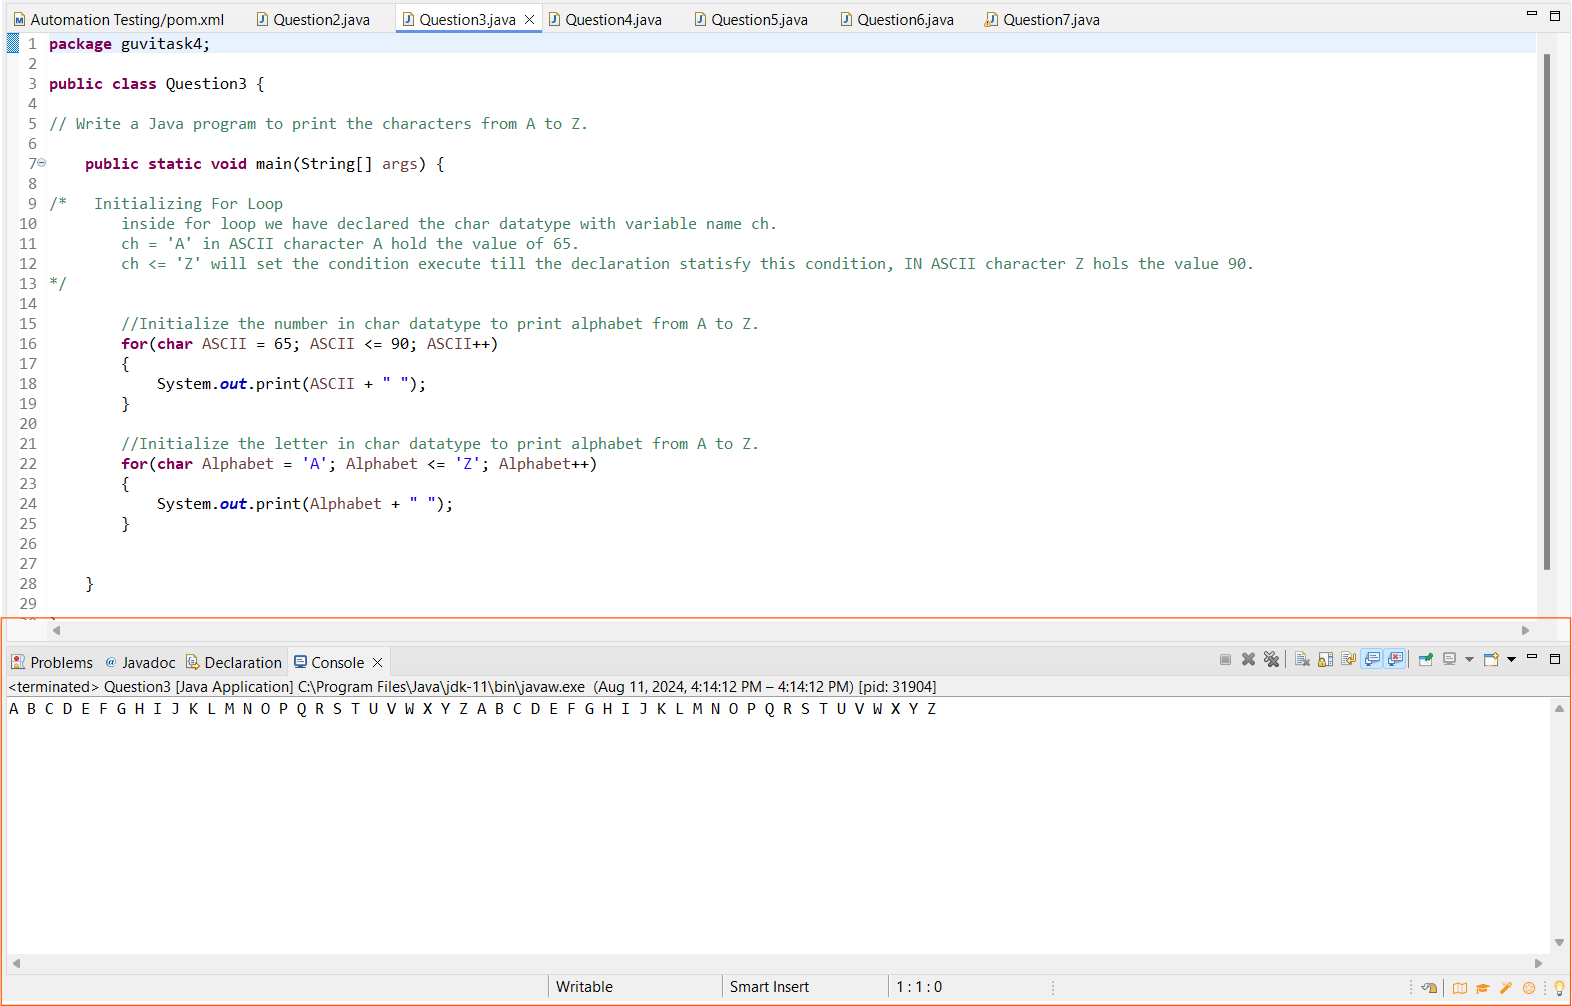 Automation Testing/pom.xml Question2.java Question3.java Question4.java Question5.java Question6.java Question7.java
1 package guvitask4;
2
3 public class Question3 {
4
5 // Write a Java program to print the characters from A to Z.
6
7 public static void main(String[] args) {
8
9 /* Initializing For Loop
10 inside for loop we have declared the char datatype with variable name ch.
11 ch = 'A' in ASCII character A hold the value of 65.
12 ch <= 'Z' will set the condition execute till the declaration statisfy this condition, IN ASCII character Z hols the value 90.
13 */
14
15 //Initialize the number in char datatype to print alphabet from A to Z.
16 for(char ASCII = 65; ASCII <= 90; ASCII++)
17 {
18 System.out.print(ASCII + " ");
19 }
20
21 //Initialize the letter in char datatype to print alphabet from A to Z.
22 for(char Alphabet = 'A'; Alphabet <= 'Z'; Alphabet++)
23 {
24 System.out.print(Alphabet + " ");
25 }
26
27
28 }
29
Problems @ Javadoc Declaration Console
<terminated> Question3 [Java Application] C:\Program Files\Java\jdk-11\bin\javaw.exe (Aug 11, 2024, 4:14:12 PM – 4:14:12 PM) [pid: 31904]
A B C D E F G H I J K L M N O P Q R S T U V W X Y Z A B C D E F G H I J K L M N O P Q R S T U V W X Y Z
Writable Smart Insert 1 : 1 : 0